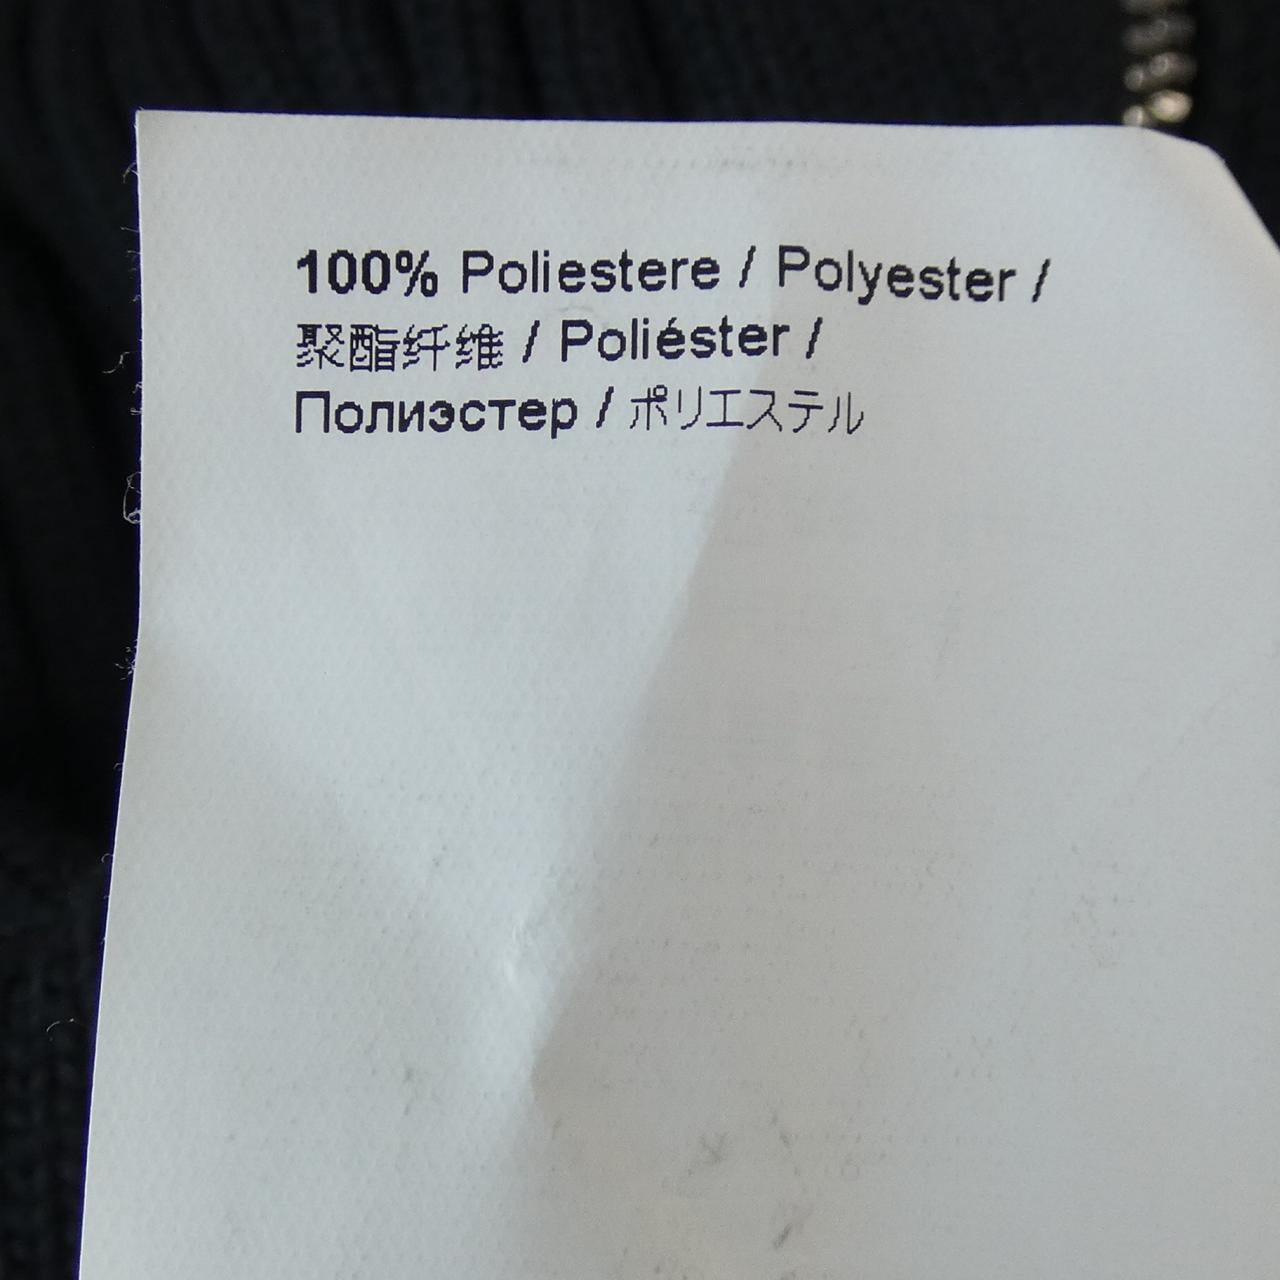 100% Poliestere / Polyester /
聚酯纤维 / Poliéster /
Полиэстер / ポリエステル